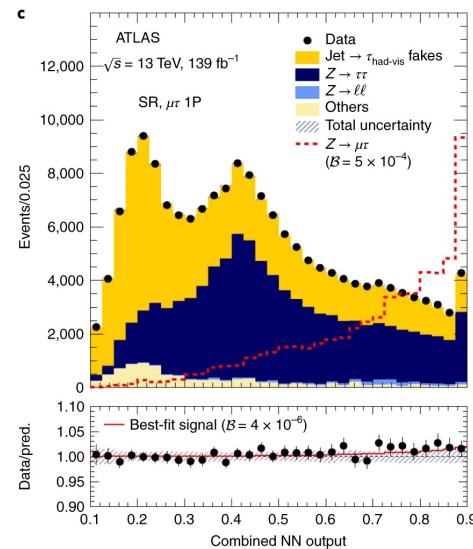 c
ATLAS
√s = 13 TeV, 139 fb⁻¹
SR, μτ 1P
Data
Jet → τhad-vis fakes
Z → ττ
Z → ℓℓ
Others
Total uncertainty
Z → μτ
(B = 5 × 10⁻⁴)
Events/0.025
12,000
10,000
8,000
6,000
4,000
2,000
0
Data/pred.
1.10
1.05
1.00
0.95
0.90
Best-fit signal (B = 4 × 10⁻⁶)
0.1 0.2 0.3 0.4 0.5 0.6 0.7 0.8 0.9
Combined NN output